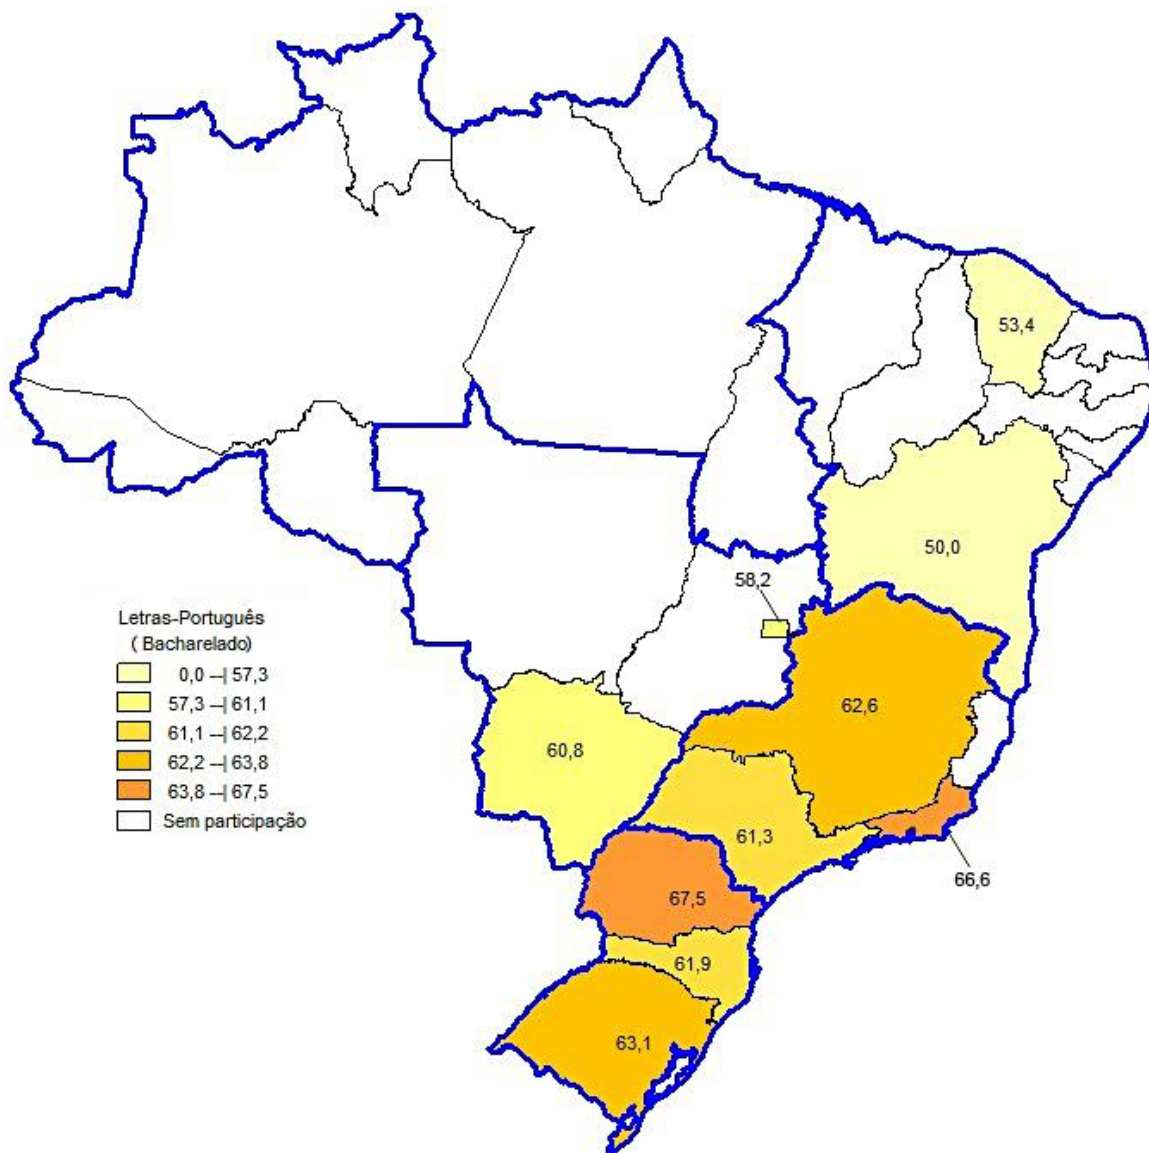 53,4
50,0
58,2
Letras-Português
( Bacharelado)
0,0 --| 57,3
57,3 --| 61,1
61,1 --| 62,2
62,2 --| 63,8
63,8 --| 67,5
Sem participação
62,6
60,8
61,3
66,6
67,5
61,9
63,1